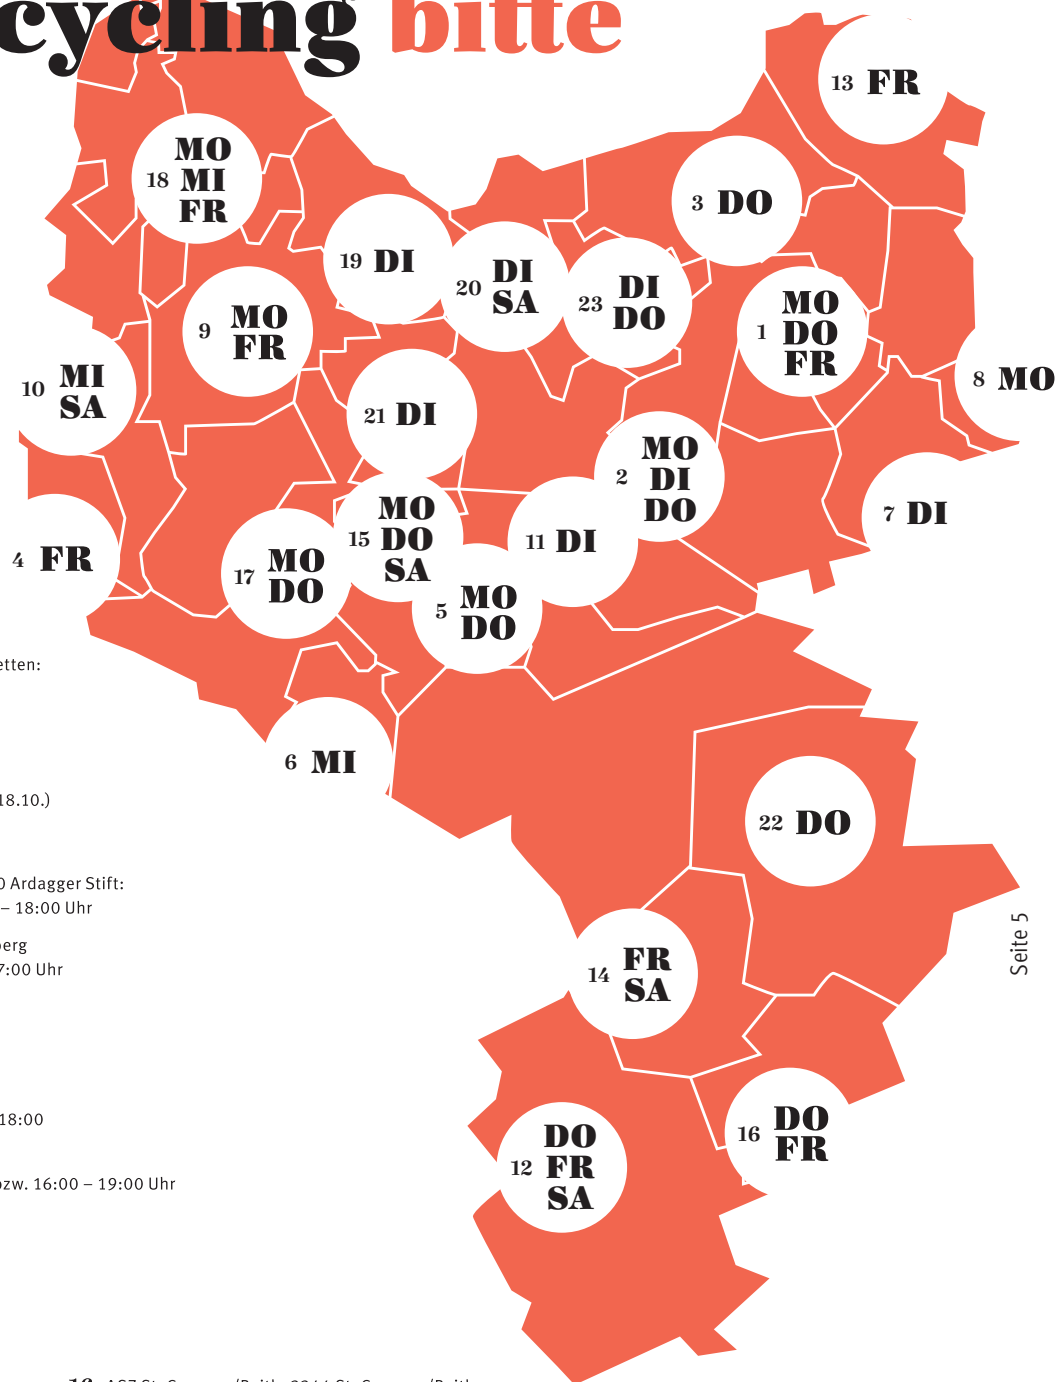 cycling bitte
13 FR
MO
18 MI
FR
3 DO
19 DI
DI
20 SA
DI
23 DO
MO
9 FR
MO
1 DO
FR
MI
10 SA
8 MO
21 DI
MO
2 DI
DO
MO
15 DO
SA
11 DI
7 DI
4 FR
MO
17 DO
MO
5 DO
etten:
6 MI
18.10.)
22 DO
0 Ardagger Stift:
– 18:00 Uhr
berg
7:00 Uhr
Seite 5
FR
14 SA
18:00
DO
16 FR
DO
12 FR
SA
bzw. 16:00 – 19:00 Uhr